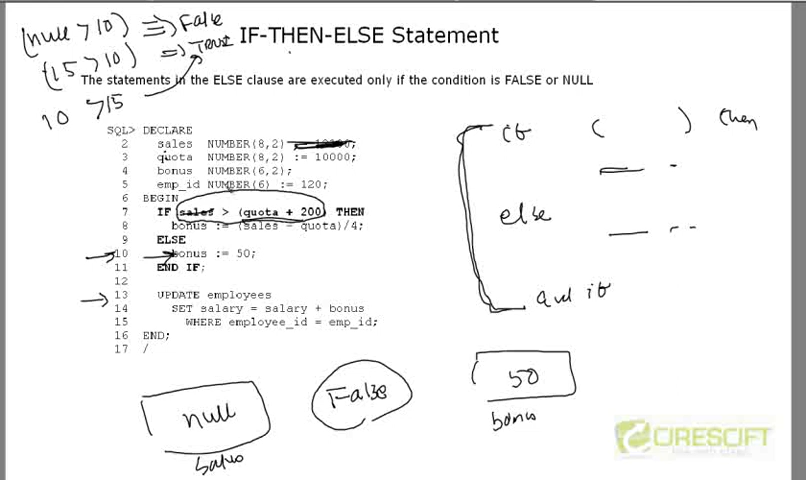 (null > 10) => False
IF-THEN-ELSE Statement
(15 > 10) =>
The statements in the ELSE clause are executed only if the condition is FALSE or NULL
10 > 15
SQL> DECLARE
2 sales NUMBER(8,2)
3 quota NUMBER(8,2) := 10000;
4 bonus NUMBER(6,2);
5 emp_id NUMBER(6) := 120;
6 BEGIN
7 IF sales > (quota + 200) THEN
8 bonus := (sales - quota)/4;
9 ELSE
10 bonus := 50;
11 END IF;
12
13 UPDATE employees
14 SET salary = salary + bonus
15 WHERE employee_id = emp_id;
16 END;
17 /
if ( ) then
else
end if
null
False
50
sales
bonus
CIRESCIFT